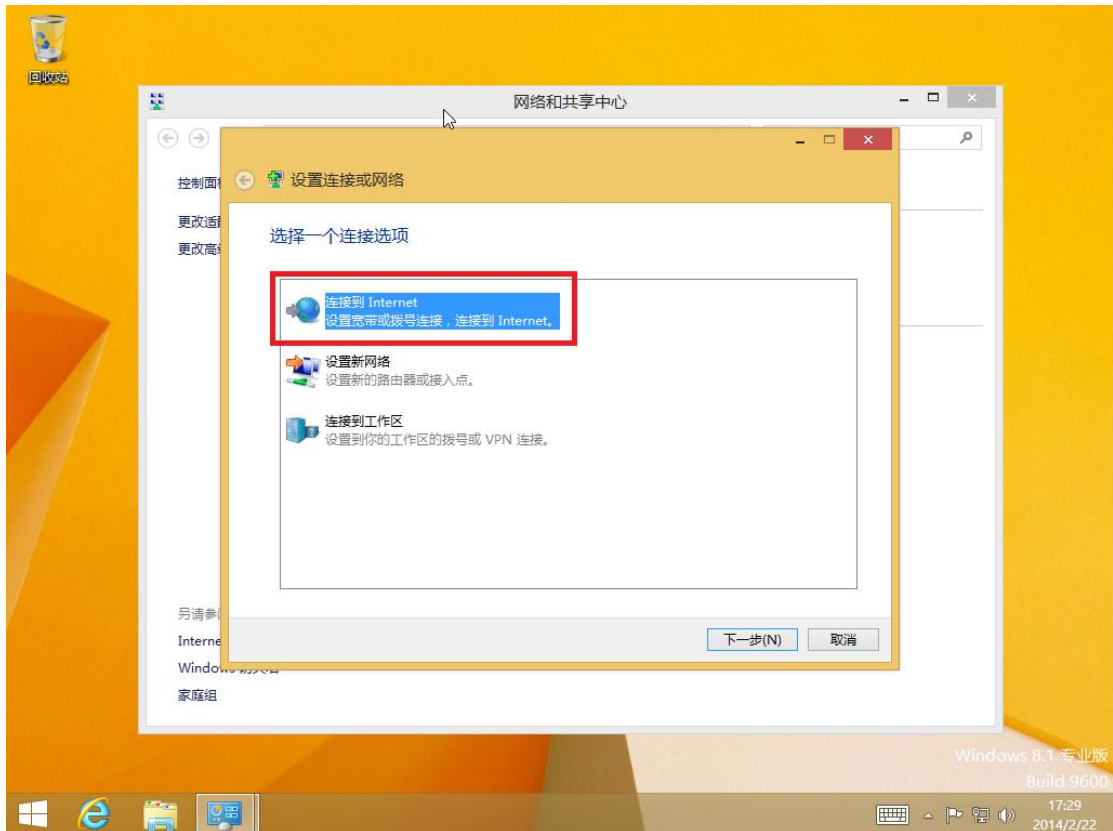 回收站
网络和共享中心
控制面
设置连接或网络
更改适
更改高
选择一个连接选项
连接到 Internet
设置宽带或拨号连接，连接到 Internet。
设置新网络
设置新的路由器或接入点。
连接到工作区
设置到你的工作区的拨号或 VPN 连接。
另请参
Interne
下一步(N)
取消
Window
家庭组
Windows 8.1 专业版
Build 9600
17:29
2014/2/22